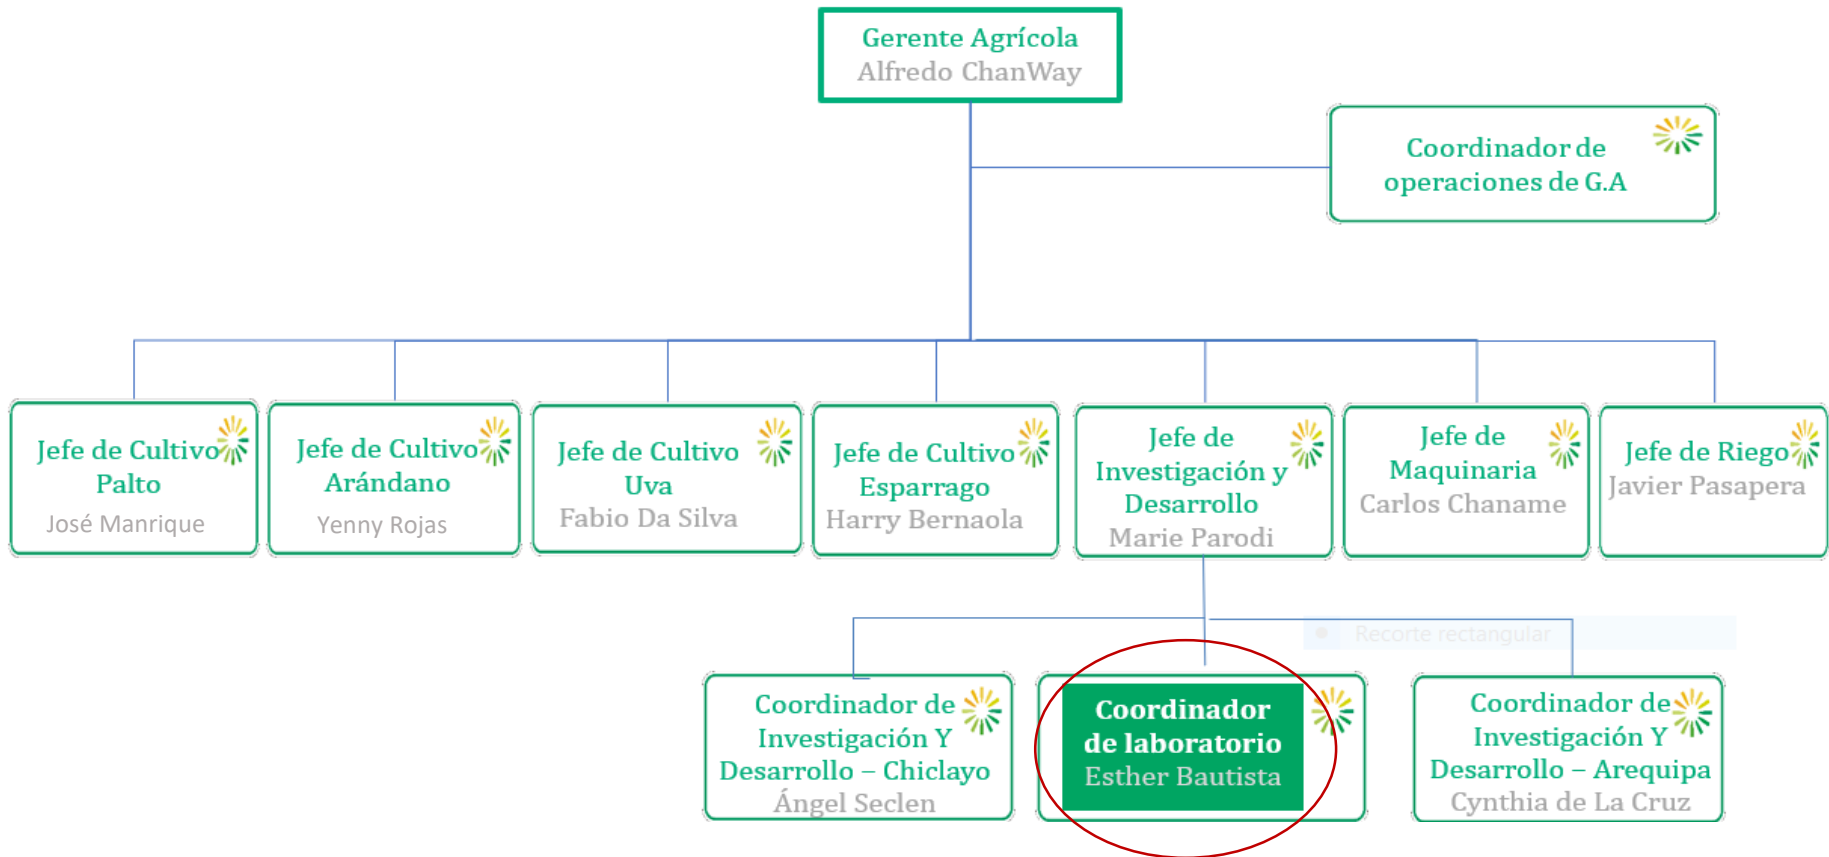 Gerente Agrícola
Alfredo ChanWay
Coordinador de
operaciones de G.A
Jefe de Cultivo
Palto
José Manrique
Jefe de Cultivo
Arándano
Yenny Rojas
Jefe de Cultivo
Uva
Fabio Da Silva
Jefe de Cultivo
Esparrago
Harry Bernaola
Jefe de
Investigación y
Desarrollo
Marie Parodi
Jefe de
Maquinaria
Carlos Chaname
Jefe de Riego
Javier Pasapera
• Recorte rectangular
Coordinador de
Investigación Y
Desarrollo – Chiclayo
Ángel Seclen
Coordinador
de laboratorio
Esther Bautista
Coordinador de
Investigación Y
Desarrollo – Arequipa
Cynthia de La Cruz